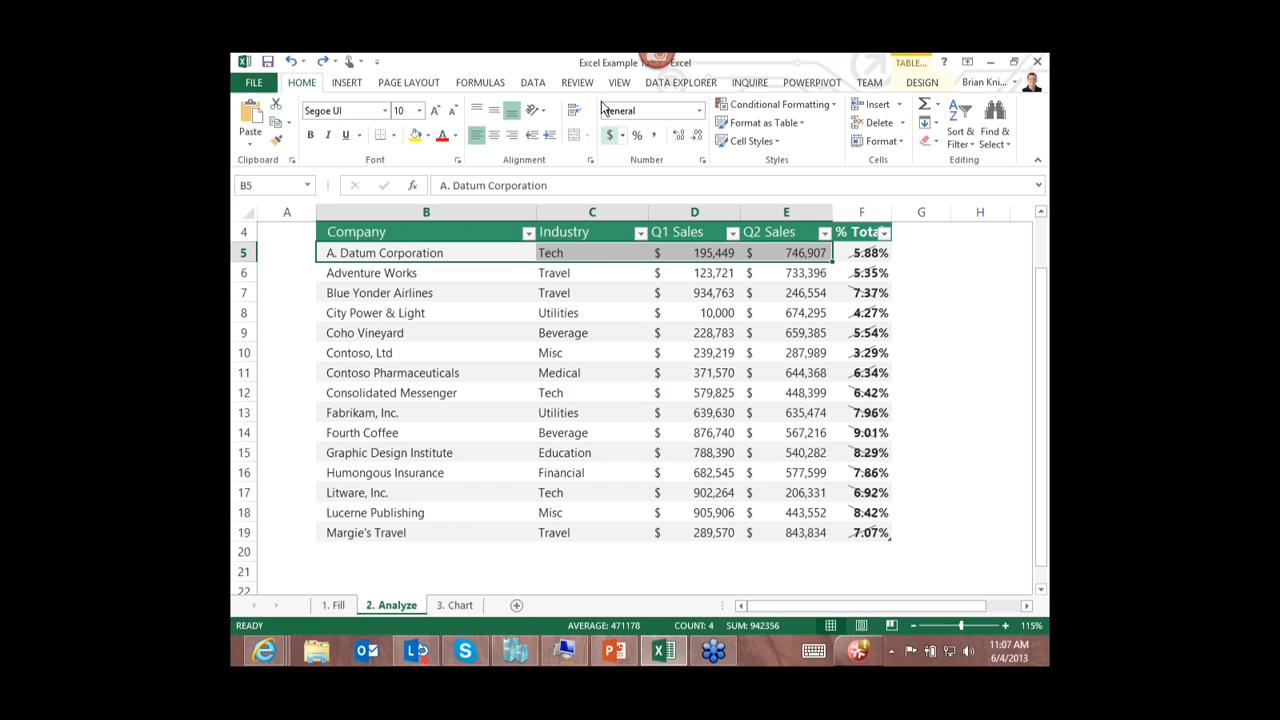 Excel Example - Excel
TABLE... ? Brian Kni...
FILE HOME INSERT PAGE LAYOUT FORMULAS DATA REVIEW VIEW DATA EXPLORER INQUIRE POWERPIVOT TEAM DESIGN
Paste
Segoe UI 10
B I U
$ % ,
Conditional Formatting
Format as Table
Cell Styles
Insert
Delete
Format
Sort & Filter
Find & Select
Clipboard Font Alignment Number Styles Cells Editing
B5 fx A. Datum Corporation
A B C D E F G H
4 Company Industry Q1 Sales Q2 Sales % Tota
5 A. Datum Corporation Tech $ 195,449 $ 746,907 5.88%
6 Adventure Works Travel $ 123,721 $ 733,396 5.35%
7 Blue Yonder Airlines Travel $ 934,763 $ 246,554 7.37%
8 City Power & Light Utilities $ 10,000 $ 674,295 4.27%
9 Coho Vineyard Beverage $ 228,783 $ 659,385 5.54%
10 Contoso, Ltd Misc $ 239,219 $ 287,989 3.29%
11 Contoso Pharmaceuticals Medical $ 371,570 $ 644,368 6.34%
12 Consolidated Messenger Tech $ 579,825 $ 448,399 6.42%
13 Fabrikam, Inc. Utilities $ 639,630 $ 635,474 7.96%
14 Fourth Coffee Beverage $ 876,740 $ 567,216 9.01%
15 Graphic Design Institute Education $ 788,390 $ 540,282 8.29%
16 Humongous Insurance Financial $ 682,545 $ 577,599 7.86%
17 Litware, Inc. Tech $ 902,264 $ 206,331 6.92%
18 Lucerne Publishing Misc $ 905,906 $ 443,552 8.42%
19 Margie's Travel Travel $ 289,570 $ 843,834 7.07%
20
21
22
1. Fill 2. Analyze 3. Chart
READY AVERAGE: 471178 COUNT: 4 SUM: 942356 115%
11:07 AM
6/4/2013